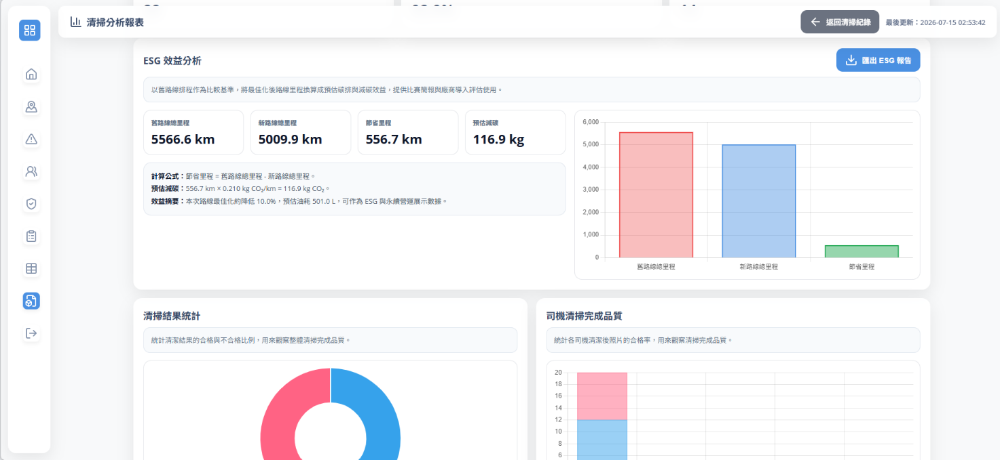 清掃分析報表
返回清掃紀錄
最後更新：2026-07-15 02:53:42
ESG 效益分析
匯出 ESG 報告
以舊路線排程作為比較基準，將最佳化後路線里程換算成預估碳排與減碳效益，提供比賽簡報與廠商導入評估使用。
舊路線總里程
5566.6 km
新路線總里程
5009.9 km
節省里程
556.7 km
預估減碳
116.9 kg
計算公式：節省里程 = 舊路線總里程 - 新路線總里程。
預估減碳：556.7 km × 0.210 kg CO₂/km = 116.9 kg CO₂。
效益摘要：本次路線最佳化約降低 10.0%，預估油耗 501.0 L，可作為 ESG 與永續營運展示數據。
6,000
5,000
4,000
3,000
2,000
1,000
0
舊路線總里程
新路線總里程
節省里程
清掃結果統計
統計清潔結果的合格與不合格比例，用來觀察整體清掃完成品質。
司機清掃完成品質
統計各司機清潔後照片的合格率，用來觀察清掃完成品質。
20
18
16
14
12
10
8
6